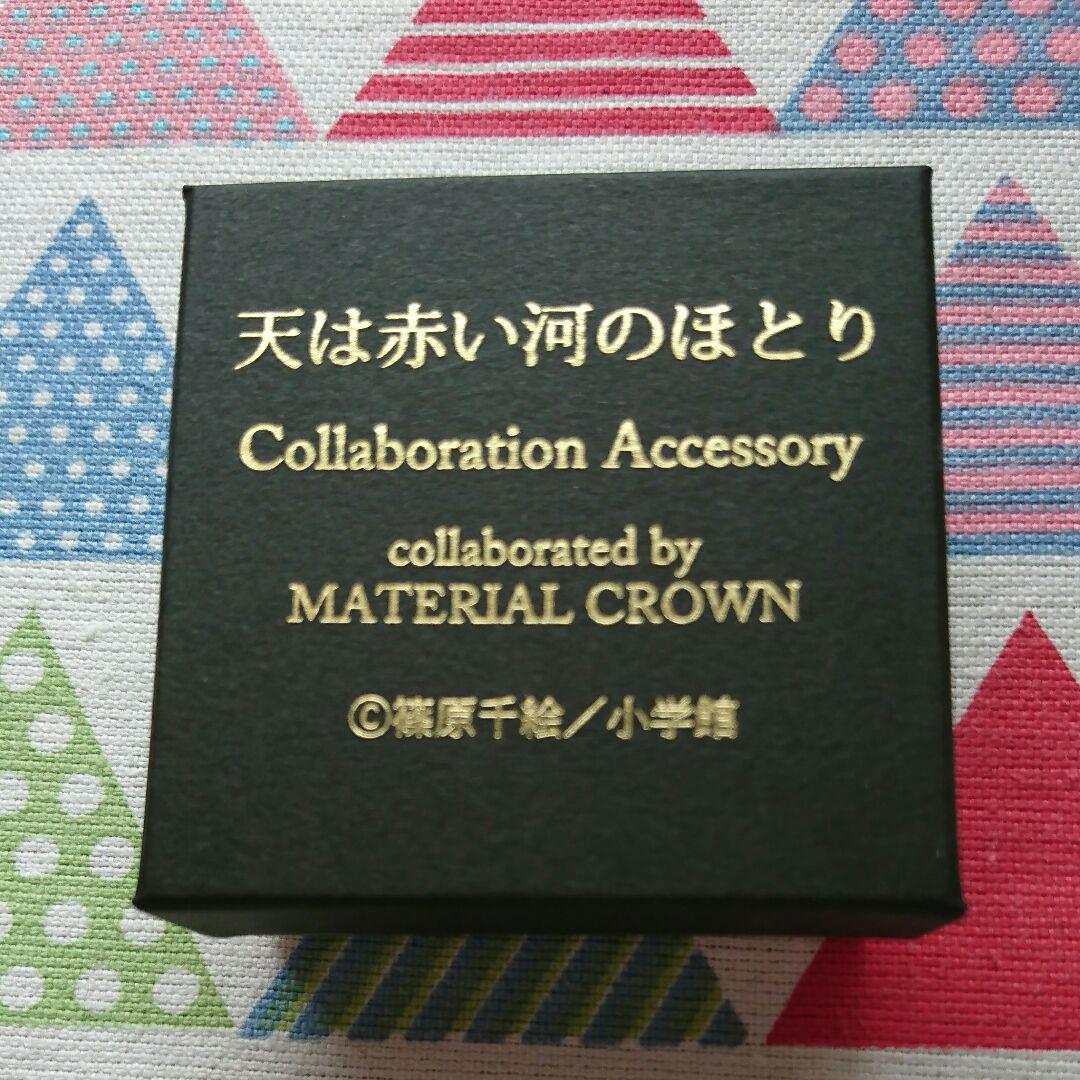 天は赤い河のほとり
Collaboration Accessory
collaborated by
MATERIAL CROWN
©篠原千絵／小学館